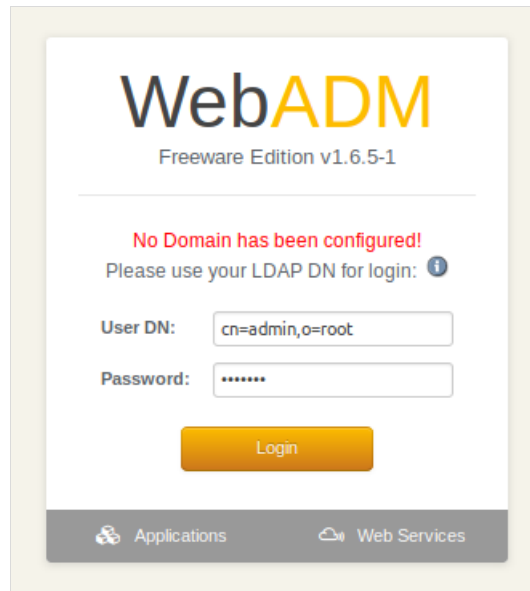 WebADM
Freeware Edition v1.6.5-1
No Domain has been configured!
Please use your LDAP DN for login:
User DN: cn=admin,o=root
Password: •••••••
Login
Applications Web Services